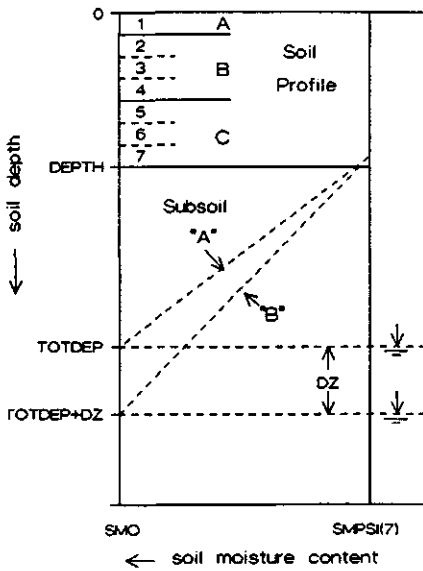 0
1 A
2
3 B
4
5
6 C
7
Soil
Profile
DEPTH
Subsoil
"A"
"B"
TOTDEP
DZ
TOTDEP+DZ
SMO SMPSI(7)
← soil moisture content
← soil depth